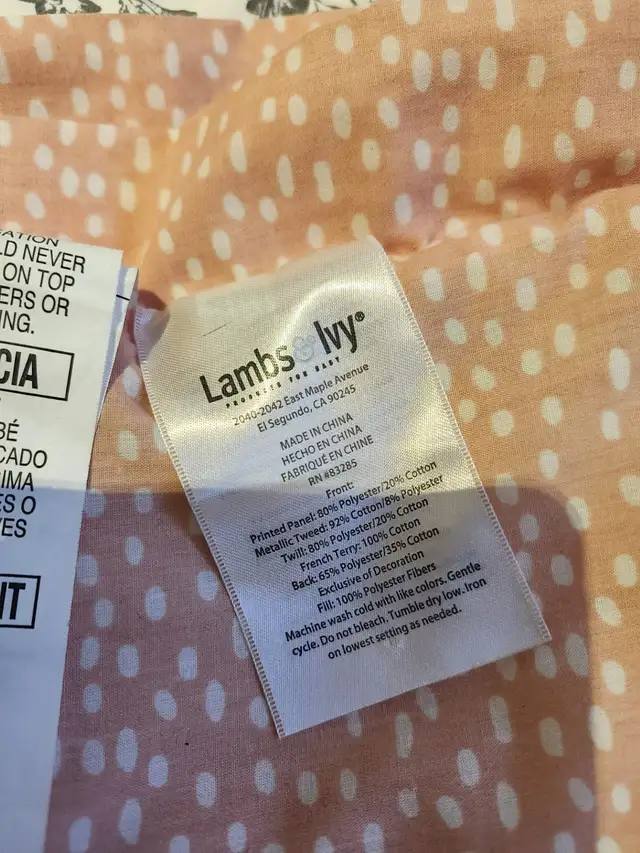 LD NEVER
ON TOP
ERS OR
ING.
CIA
BÉ
CADO
IMA
ES O
VES
NT
Lambs & Ivy®
PRODUCTS FOR BABY
2040-2042 East Maple Avenue
El Segundo, CA 90245
MADE IN CHINA
HECHO EN CHINA
FABRIQUÉ EN CHINE
RN #83285
Front:
Printed Panel: 80% Polyester/20% Cotton
Metallic Tweed: 92% Cotton/8% Polyester
Twill: 80% Polyester/20% Cotton
French Terry: 100% Cotton
Back: 65% Polyester/35% Cotton
Exclusive of Decoration
Fill: 100% Polyester Fibers
Machine wash cold with like colors. Gentle
cycle. Do not bleach. Tumble dry low. Iron
on lowest setting as needed.